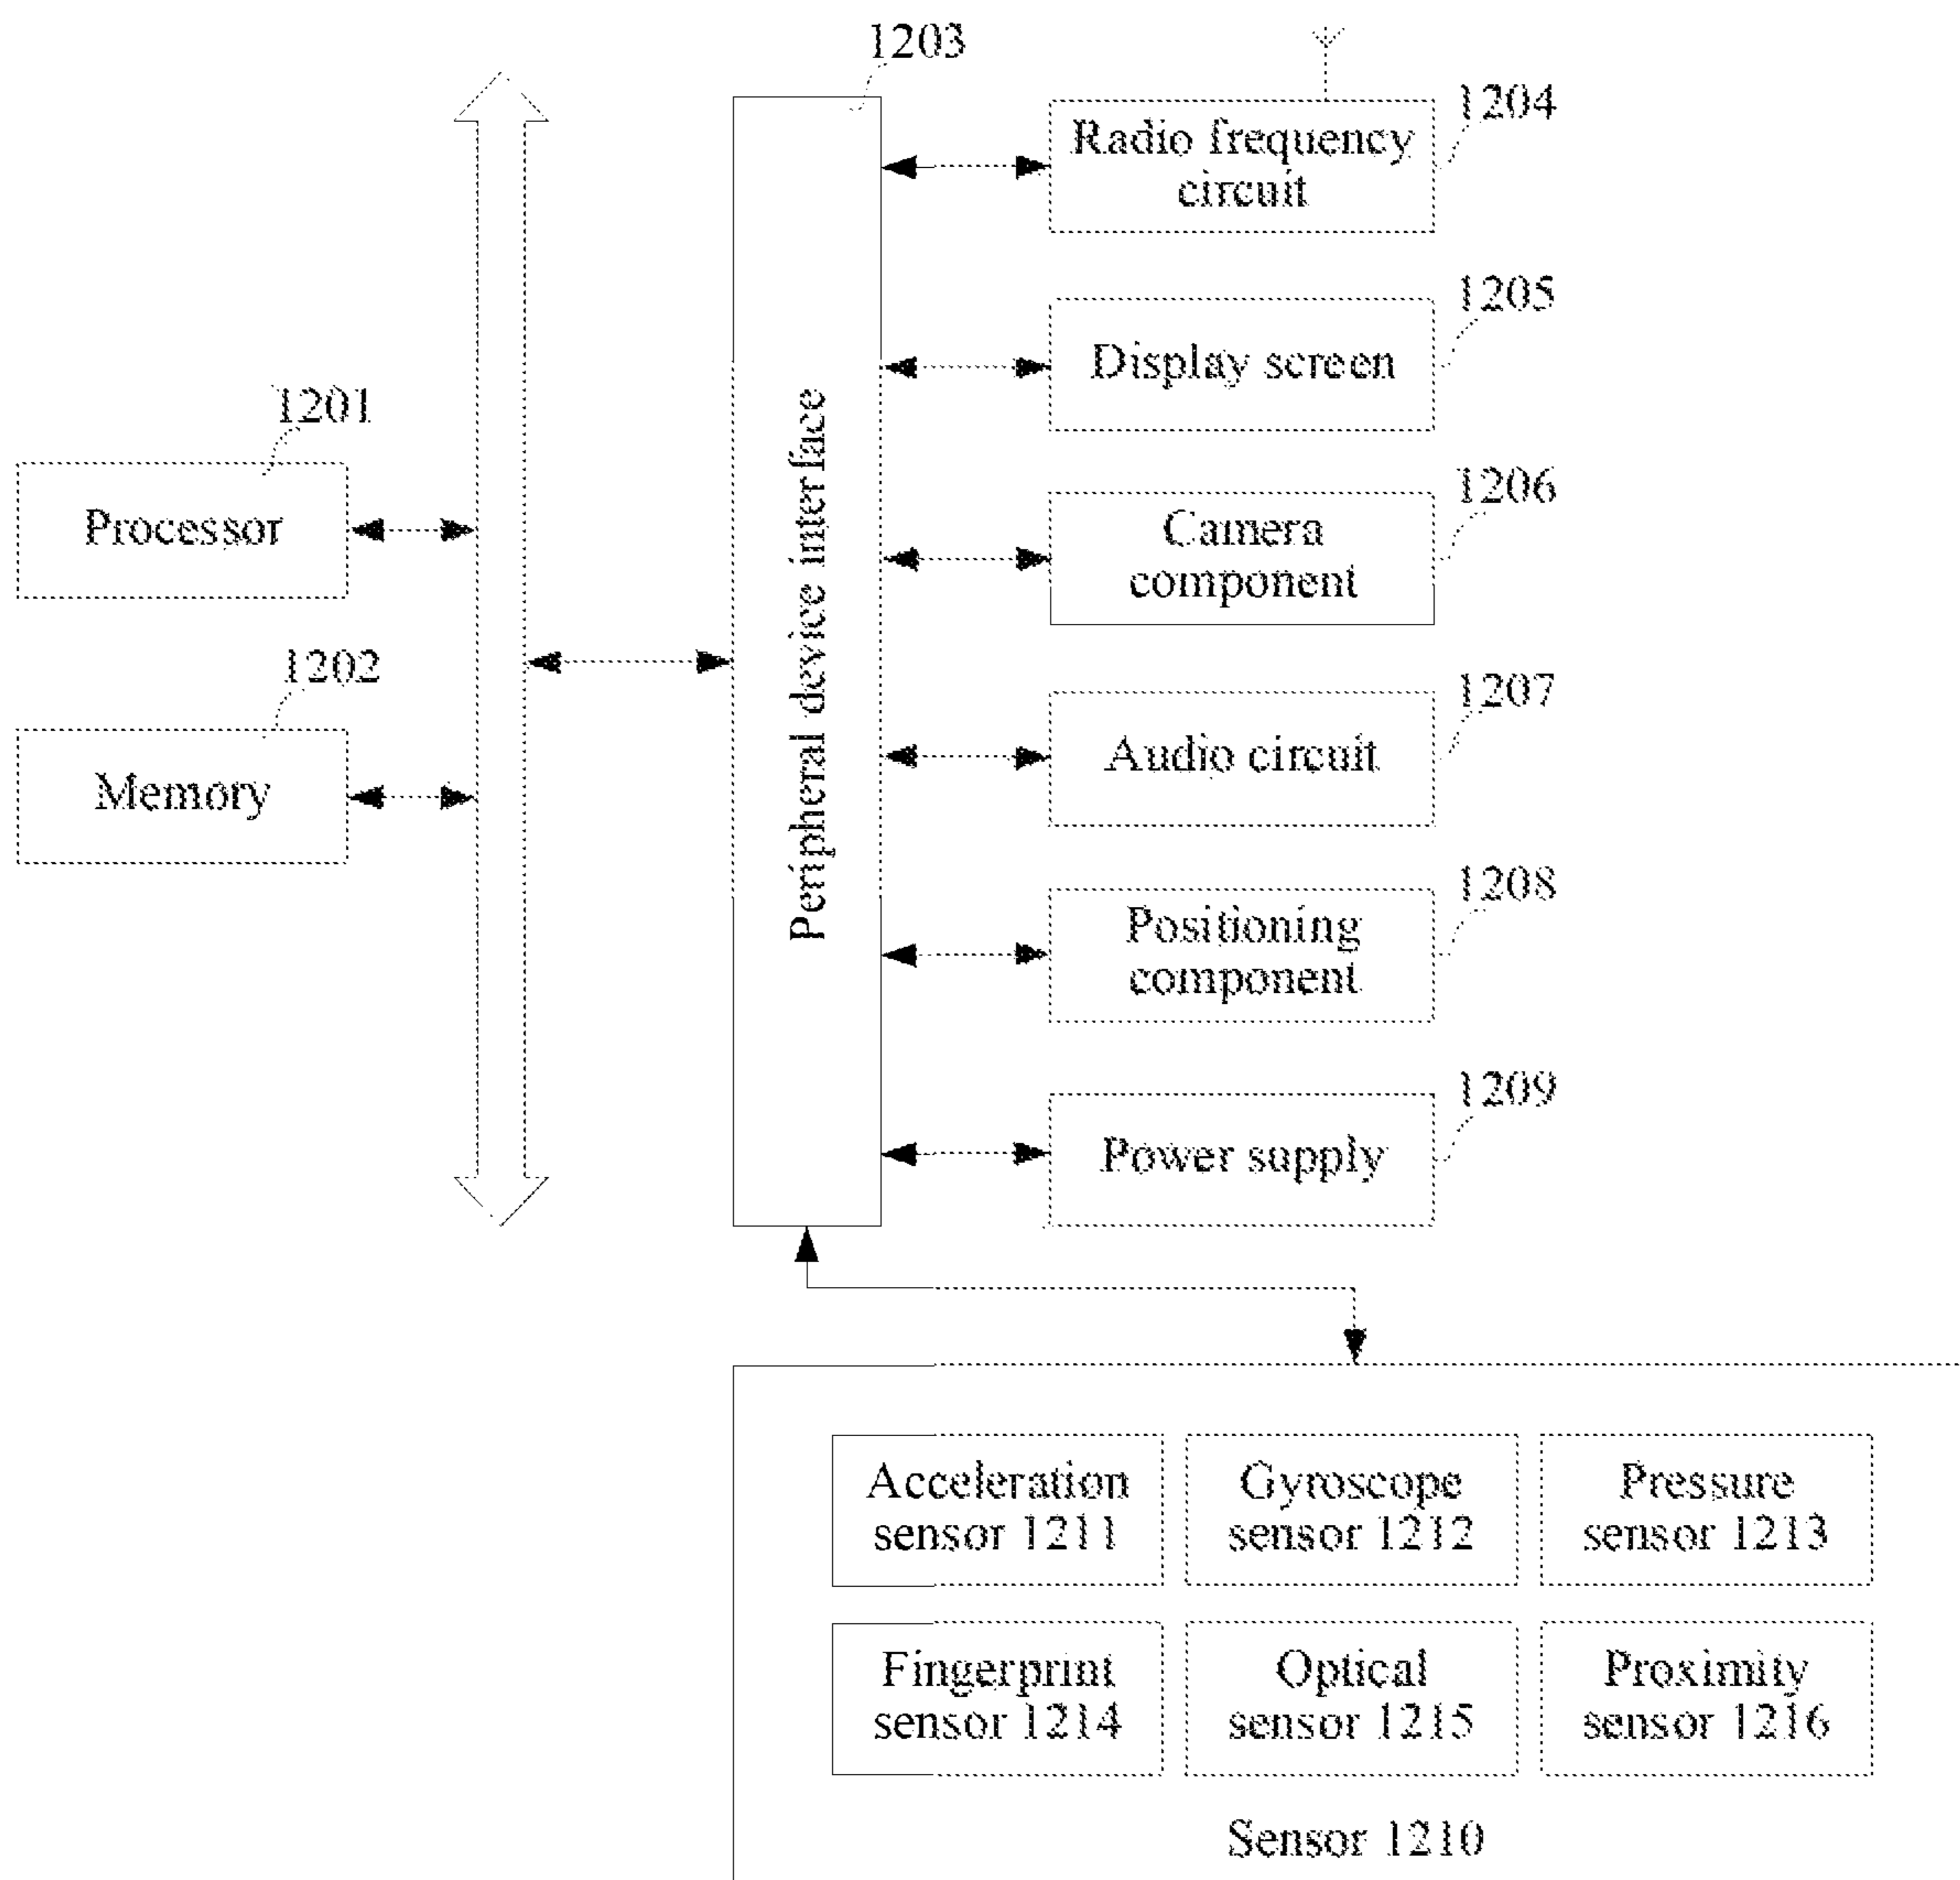 1203
1204
Radio frequency
circuit
1205
Display screen
1201
Processor
1206
Camera
component
Peripheral device interface
1202
Memory
1207
Audio circuit
1208
Positioning
component
1209
Power supply
Acceleration
sensor 1211
Gyroscope
sensor 1212
Pressure
sensor 1213
Fingerprint
sensor 1214
Optical
sensor 1215
Proximity
sensor 1216
Sensor 1210